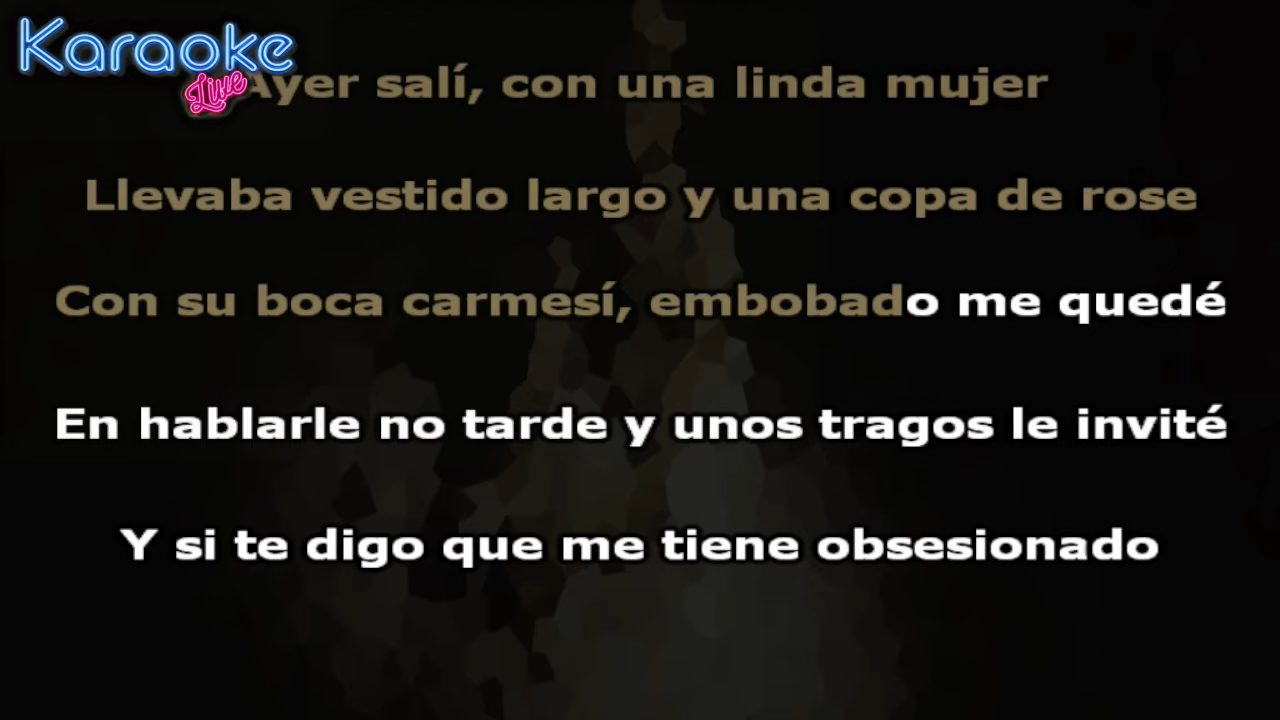 Karaoke
Live
Ayer salí, con una linda mujer
Llevaba vestido largo y una copa de rose
Con su boca carmesí, embobado me quedé
En hablarle no tarde y unos tragos le invité
Y si te digo que me tiene obsesionado